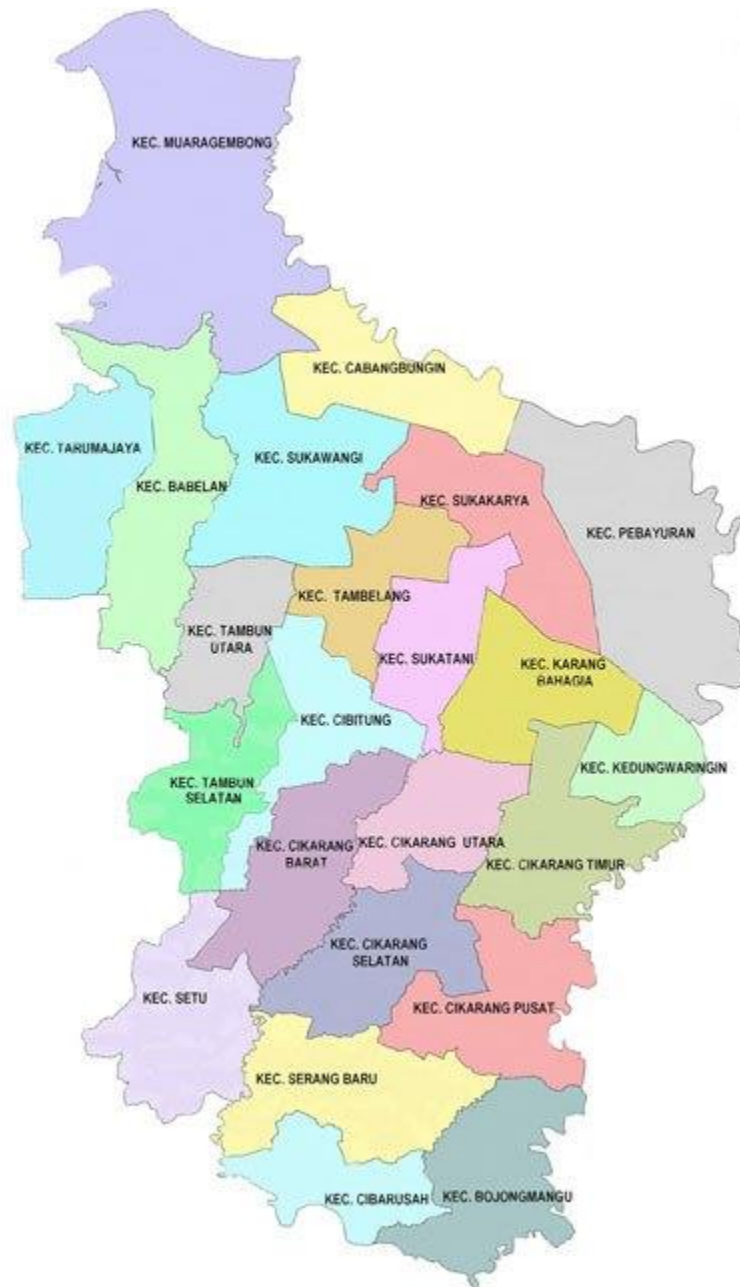 KEC. MUARAGEMBONG
KEC. CABANGBUNGIN
KEC. TARUMAJAYA
KEC. BABELAN
KEC. SUKAWANGI
KEC. SUKAKARYA
KEC. PEBAYURAN
KEC. TAMBELANG
KEC. TAMBUN
UTARA
KEC. SUKATANI
KEC. KARANG
BAHAGIA
KEC. CIBITUNG
KEC. KEDUNGWARINGIN
KEC. TAMBUN
SELATAN
KEC. CIKARANG
BARAT
KEC. CIKARANG UTARA
KEC. CIKARANG TIMUR
KEC. CIKARANG
SELATAN
KEC. SETU
KEC. CIKARANG PUSAT
KEC. SERANG BARU
KEC. CIBARUSAH
KEC. BOJONGMANGU